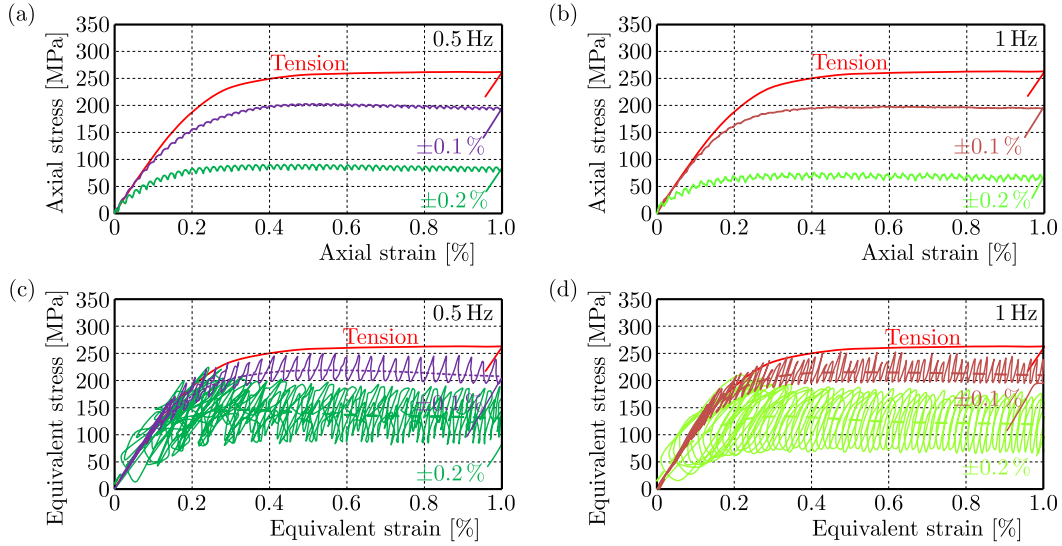 (a)
350
300
250
200
150
100
50
0
Axial stress [MPa]
0.5 Hz
Tension
±0.1 %
±0.2 %
0 0.2 0.4 0.6 0.8 1.0
Axial strain [%]
(b)
350
300
250
200
150
100
50
0
Axial stress [MPa]
1 Hz
Tension
±0.1 %
±0.2 %
0 0.2 0.4 0.6 0.8 1.0
Axial strain [%]
(c)
350
300
250
200
150
100
50
0
Equivalent stress [MPa]
0.5 Hz
Tension
±0.1 %
±0.2 %
0 0.2 0.4 0.6 0.8 1.0
Equivalent strain [%]
(d)
350
300
250
200
150
100
50
0
Equivalent stress [MPa]
1 Hz
Tension
±0.1 %
±0.2 %
0 0.2 0.4 0.6 0.8 1.0
Equivalent strain [%]